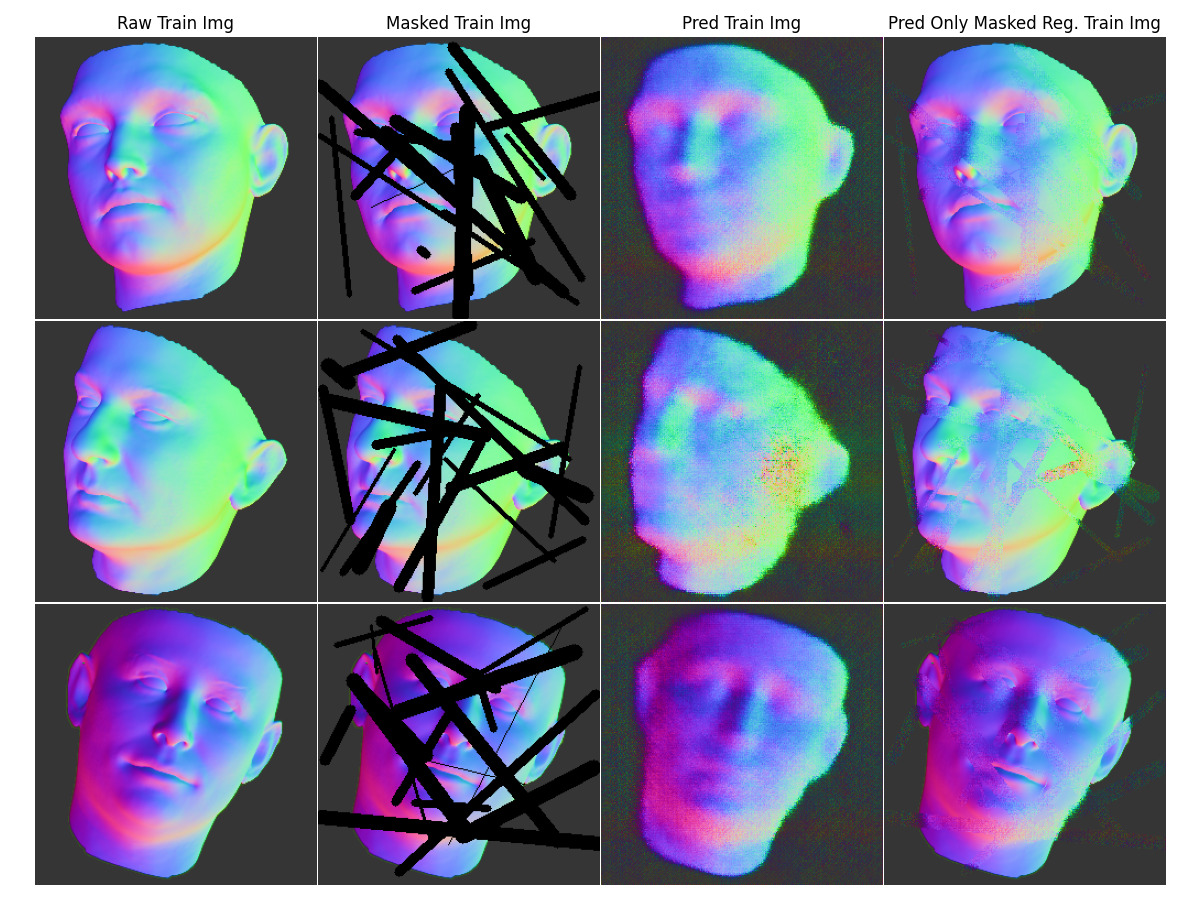 Raw Train Img
Masked Train Img
Pred Train Img
Pred Only Masked Reg. Train Img